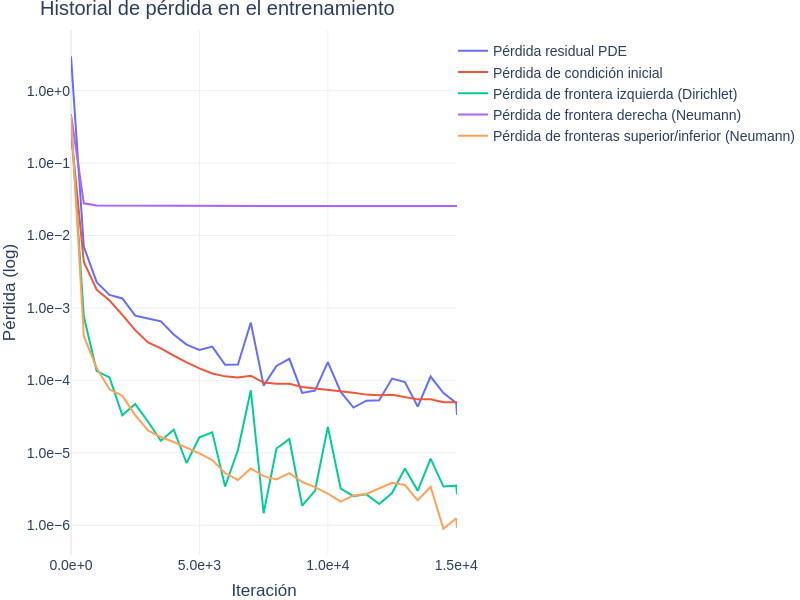 Historial de pérdida en el entrenamiento
Pérdida residual PDE
Pérdida de condición inicial
Pérdida de frontera izquierda (Dirichlet)
Pérdida de frontera derecha (Neumann)
Pérdida de fronteras superior/inferior (Neumann)
Pérdida (log)
1.0e+0
1.0e−1
1.0e−2
1.0e−3
1.0e−4
1.0e−5
1.0e−6
0.0e+0
5.0e+3
1.0e+4
1.5e+4
Iteración